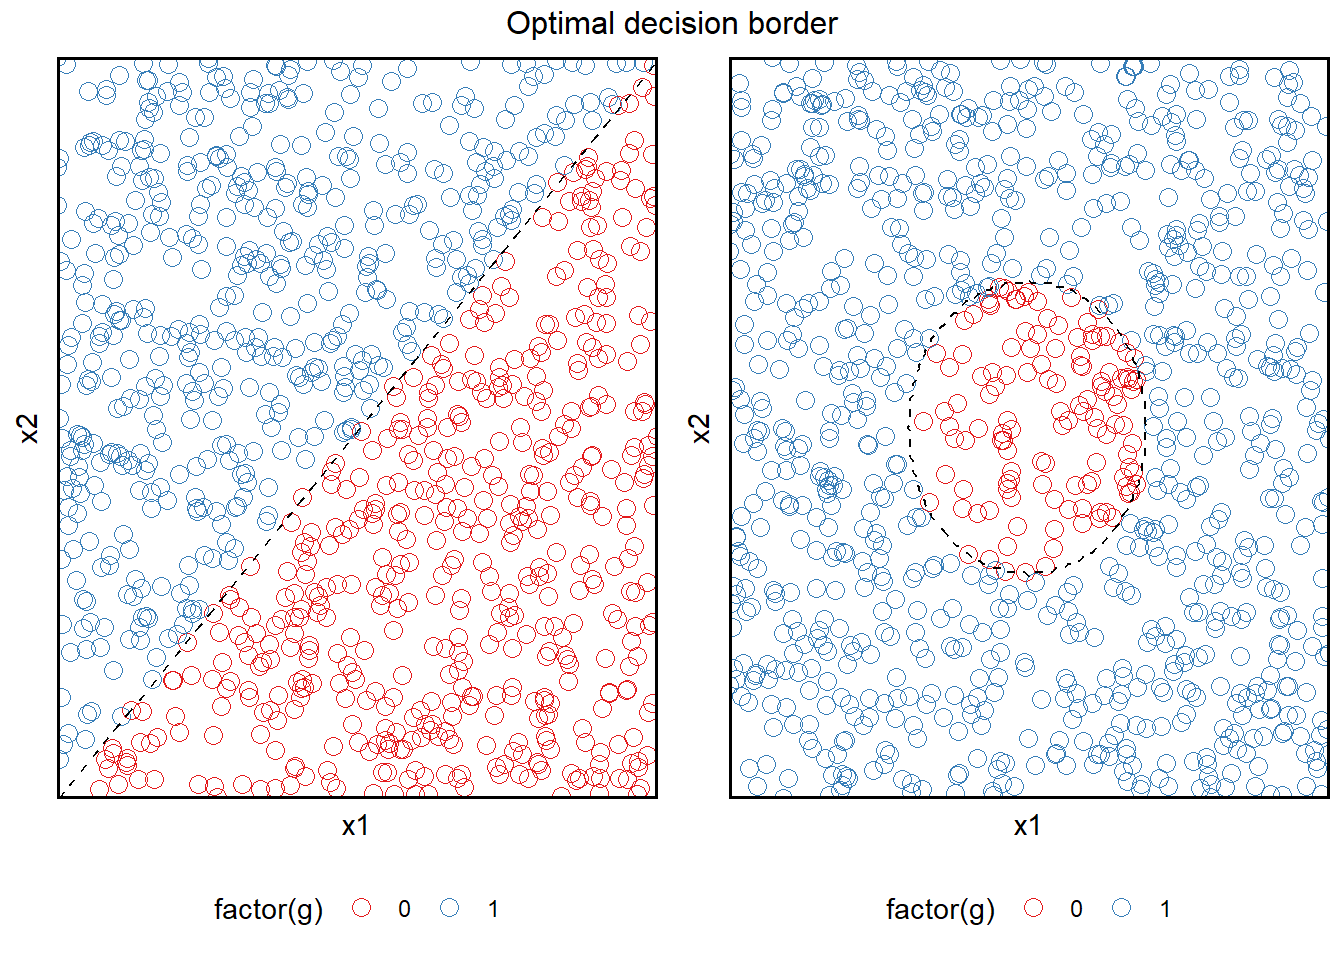 Optimal decision border
x2
x1
factor(g) 0 1
x2
x1
factor(g) 0 1